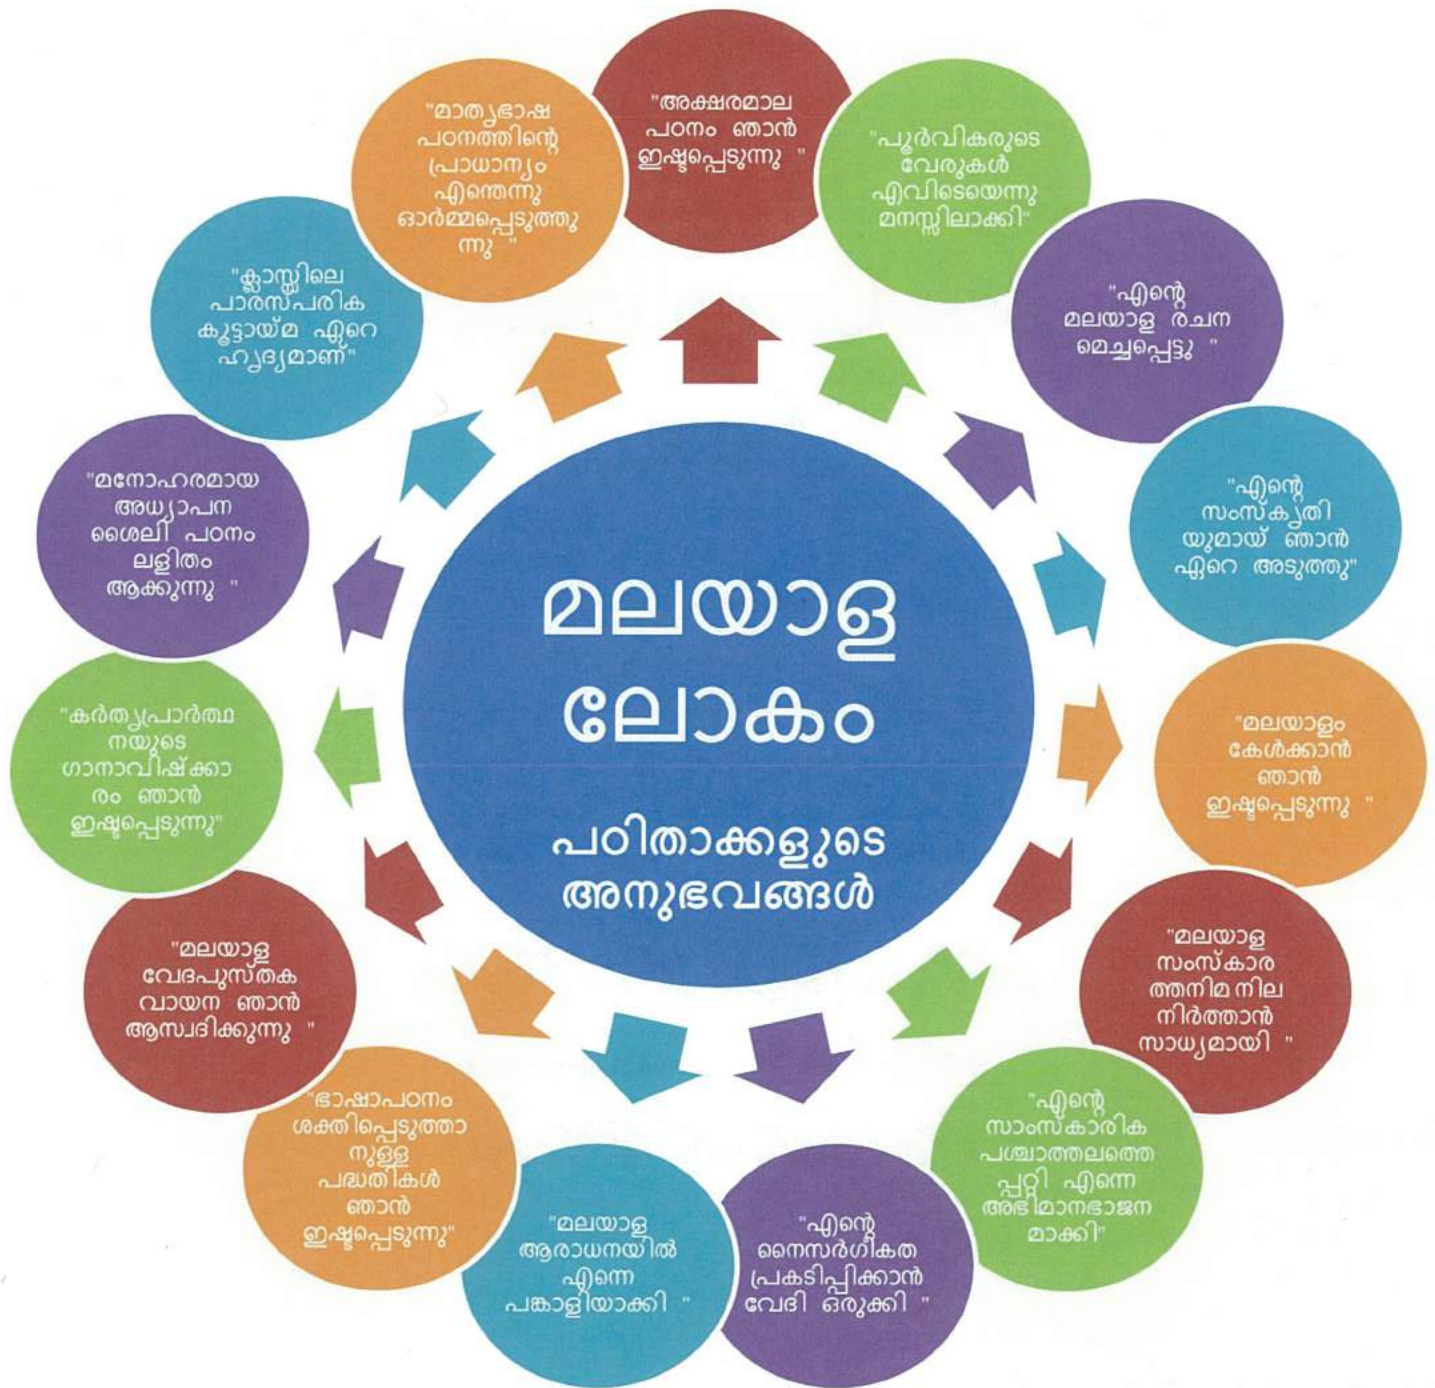 മലയാള
ലോകം
പഠിതാക്കളുടെ
അനുഭവങ്ങൾ
"അക്ഷരമാല
പഠനം ഞാൻ
ഇഷ്ടപ്പെടുന്നു "
"പൂർവികരുടെ
വേരുകൾ
എവിടെയെന്നു
മനസ്സിലാക്കി"
"എന്റെ
മലയാള രചന
മെച്ചപ്പെട്ടു "
"എന്റെ
സംസ്കൃതി
യുമായ് ഞാൻ
ഏറെ അടുത്തു"
"മലയാളം
കേൾക്കാൻ
ഞാൻ
ഇഷ്ടപ്പെടുന്നു "
"മലയാള
സംസ്കാര
ത്തനിമ നില
നിർത്താൻ
സാധ്യമായി "
"എന്റെ
സാംസ്കാരിക
പശ്ചാത്തലത്തെ
പ്പറ്റി എന്നെ
അഭിമാനഭാജന
മാക്കി"
"എന്റെ
നൈസർഗികത
പ്രകടിപ്പിക്കാൻ
വേദി ഒരുക്കി "
"മലയാള
ആരാധനയിൽ
എന്നെ
പങ്കാളിയാക്കി "
"ഭാഷാപഠനം
ശക്തിപ്പെടുത്താ
നുള്ള
പദ്ധതികൾ
ഞാൻ
ഇഷ്ടപ്പെടുന്നു"
"മലയാള
വേദപുസ്തക
വായന ഞാൻ
ആസ്വദിക്കുന്നു "
"കർതൃപ്രാർത്ഥ
നയുടെ
ഗാനാവിഷ്ക്കാ
രം ഞാൻ
ഇഷ്ടപ്പെടുന്നു"
"മനോഹരമായ
അധ്യാപന
ശൈലി പഠനം
ലളിതം
ആക്കുന്നു "
"ക്ലാസ്സിലെ
പാരസ്പരിക
കൂട്ടായ്മ ഏറെ
ഹൃദ്യമാണ്"
"മാതൃഭാഷ
പഠനത്തിന്റെ
പ്രാധാന്യം
എന്തെന്നു
ഓർമ്മപ്പെടുത്തു
ന്നു "